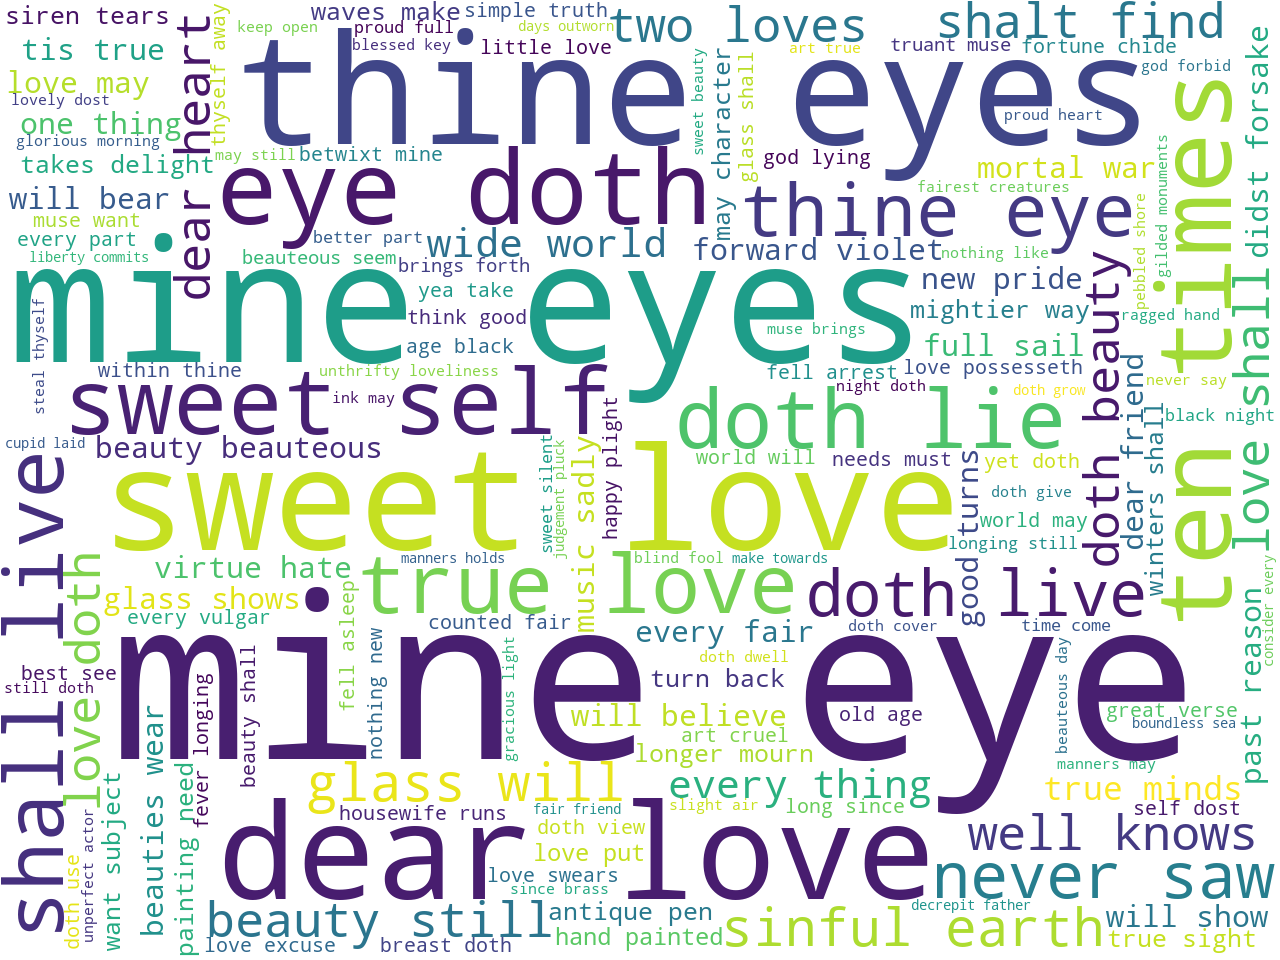 siren tears
waves make
simple truth
two loves
shalt find
keep open
proud full
days outworn
tis true
dear heart
thyself away
blessed key
little love
art true
truant muse
fortune chide
love may
thine eyes
god forbid
sweet beauty
may character
glass shall
lovely dost
one thing
proud heart
ten times
didst forsake
glorious morning
takes delight
may still
betwixt mine
god lying
mortal war
gilded monuments
will bear
eye doth
thine eye
fairest creatures
pebbled shore
muse want
every part
better part
wide world
forward violet
nothing like
liberty commits
beauteous seem
brings forth
new pride
mine eyes
yea take
think good
mightier way
ragged hand
steal thyself
age black
muse brings
full sail
doth beauty
love shall
within thine
unthrifty loveliness
fell arrest
love possesseth
dear friend
never say
sweet self
ink may
night doth
doth grow
doth lie
black night
cupid laid
beauty beauteous
happy plight
winters shall
sweet silent
judgement pluck
music sadly
world will
needs must
yet doth
shall live
sweet love
good turns
doth give
world may
longing still
love doth
virtue hate
manners holds
blind fool
make towards
consider every
true love
doth live
glass shows
fell asleep
every vulgar
counted fair
every fair
doth cover
time come
past reason
mine eye
nothing new
gracious light
doth dwell
beauteous day
best see
still doth
fever longing
beauty shall
turn back
old age
great verse
boundless sea
beauties wear
will believe
art cruel
longer mourn
manners may
glass will
every thing
true minds
want subject
painting need
housewife runs
fair friend
slight air
long since
self dost
unperfect actor
dear love
doth view
well knows
love put
doth use
love swears
since brass
never saw
beauty still
antique pen
decrepit father
sinful earth
will show
love excuse
breast doth
hand painted
true sight